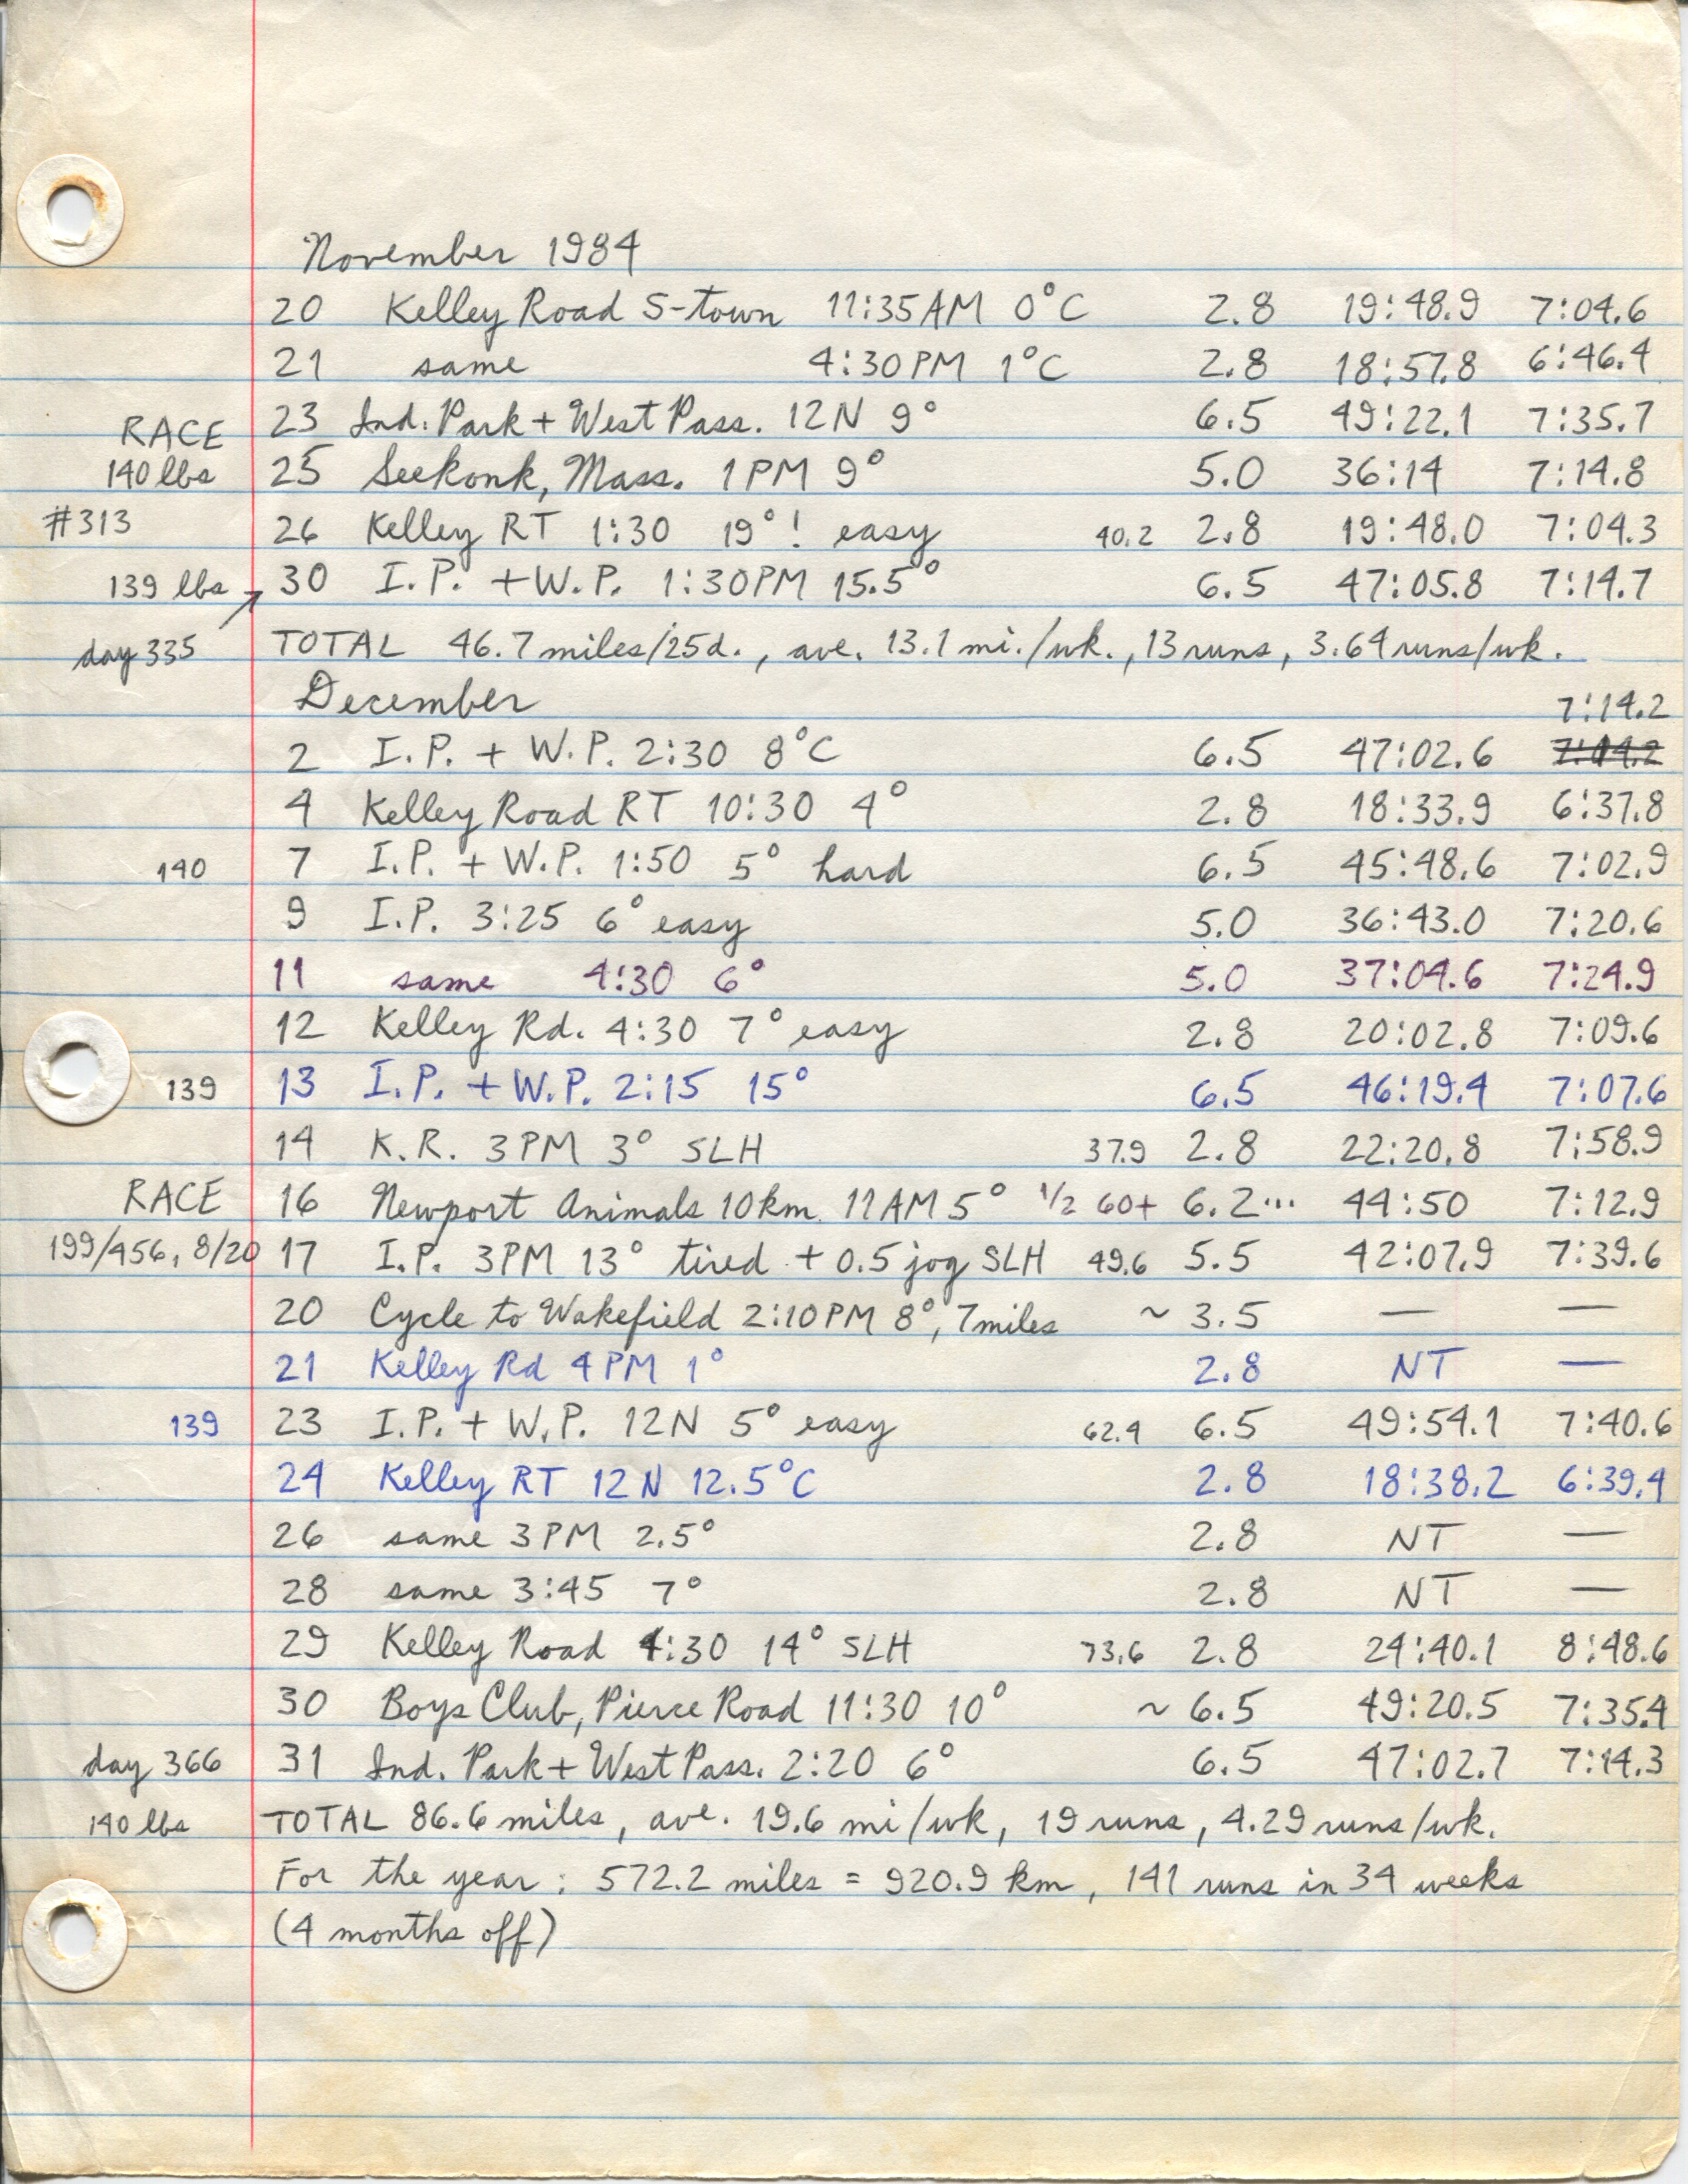 November 1984
20 Kelley Road S-town 11:35AM 0°C 2.8 19:48.9 7:04.6
21 same 4:30PM 1°C 2.8 18:57.8 6:46.4
RACE 23 Ind. Park + West Pass. 12N 9° 6.5 49:22.1 7:35.7
140 lbs 25 Seekonk, Mass. 1PM 9° 5.0 36:14 7:14.8
#313 26 Kelley RT 1:30 19°! easy 40.2 2.8 19:48.0 7:04.3
139 lbs 30 I.P. + W.P. 1:30PM 15.5° 6.5 47:05.8 7:14.7
day 335 TOTAL 46.7 miles/25d., ave. 13.1 mi./wk., 13 runs, 3.64 runs/wk.
December
7:14.2
2 I.P. + W.P. 2:30 8°C 6.5 47:02.6 7:04.2
4 Kelley Road RT 10:30 4° 2.8 18:33.9 6:37.8
140 7 I.P. + W.P. 1:50 5° hard 6.5 45:48.6 7:02.9
9 I.P. 3:25 6° easy 5.0 36:43.0 7:20.6
11 same 4:30 6° 5.0 37:04.6 7:24.9
12 Kelley Rd. 4:30 7° easy 2.8 20:02.8 7:09.6
139 13 I.P. + W.P. 2:15 15° 6.5 46:19.4 7:07.6
14 K.R. 3PM 3° SLH 37.9 2.8 22:20.8 7:58.9
RACE 16 Newport Animals 10km. 11AM 5° 1/2 60+ 6.2... 44:50 7:12.9
199/456, 8/20 17 I.P. 3PM 13° tired + 0.5 jog SLH 49.6 5.5 42:07.9 7:39.6
20 Cycle to Wakefield 2:10PM 8°, 7miles ~ 3.5 — —
21 Kelley Rd 4PM 1° 2.8 NT —
139 23 I.P. + W.P. 12N 5° easy 62.4 6.5 49:54.1 7:40.6
24 Kelley RT 12N 12.5°C 2.8 18:38.2 6:39.4
26 same 3PM 2.5° 2.8 NT —
28 same 3:45 7° 2.8 NT —
29 Kelley Road 4:30 14° SLH 73.6 2.8 24:40.1 8:48.6
30 Boys Club, Pierce Road 11:30 10° ~ 6.5 49:20.5 7:35.4
day 366 31 Ind. Park + West Pass. 2:20 6° 6.5 47:02.7 7:14.3
140 lbs TOTAL 86.6 miles, ave. 19.6 mi/wk, 19 runs, 4.29 runs/wk.
For the year: 572.2 miles = 920.9 km, 141 runs in 34 weeks
(4 months off)